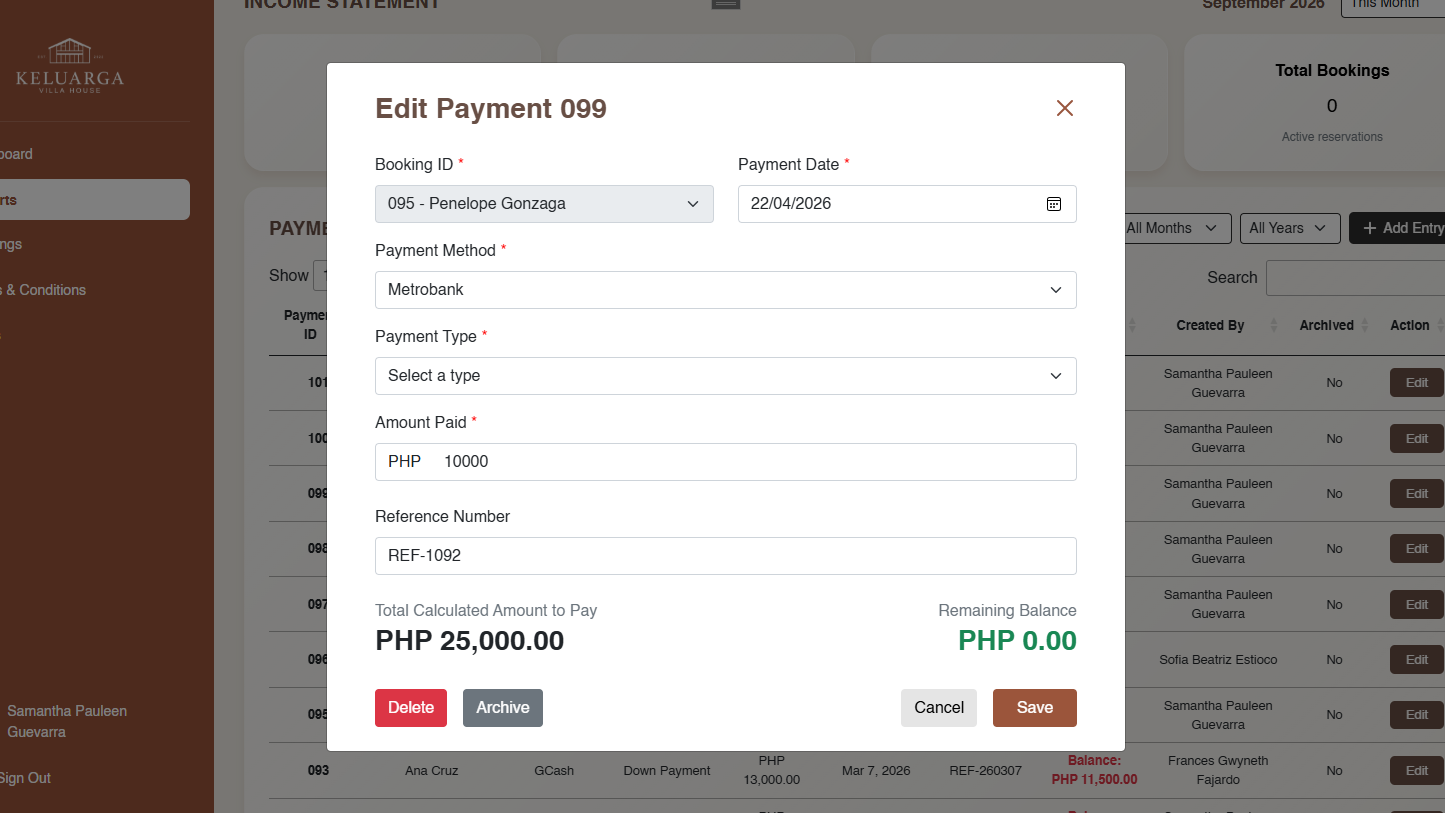 INCOME STATEMENT
September 2026
This Month
KELUARGA
VILLA HOUSE
Total Bookings
0
Active reservations
board
rts
ngs
s & Conditions
Samantha Pauleen
Guevarra
Sign Out
PAYME
All Months
All Years
+ Add Entry
Show
Search
Paymen
ID
Created By
Archived
Action
101
Samantha Pauleen
Guevarra
No
Edit
100
Samantha Pauleen
Guevarra
No
Edit
099
Samantha Pauleen
Guevarra
No
Edit
098
Samantha Pauleen
Guevarra
No
Edit
097
Samantha Pauleen
Guevarra
No
Edit
096
Sofia Beatriz Estioco
No
Edit
095
Samantha Pauleen
Guevarra
No
Edit
093
Ana Cruz
GCash
Down Payment
PHP
13,000.00
Mar 7, 2026
REF-260307
Balance:
PHP 11,500.00
Frances Gwyneth
Fajardo
No
Edit
Edit Payment 099
Booking ID *
Payment Date *
095 - Penelope Gonzaga
22/04/2026
Payment Method *
Metrobank
Payment Type *
Select a type
Amount Paid *
PHP 10000
Reference Number
REF-1092
Total Calculated Amount to Pay
Remaining Balance
PHP 25,000.00
PHP 0.00
Delete
Archive
Cancel
Save